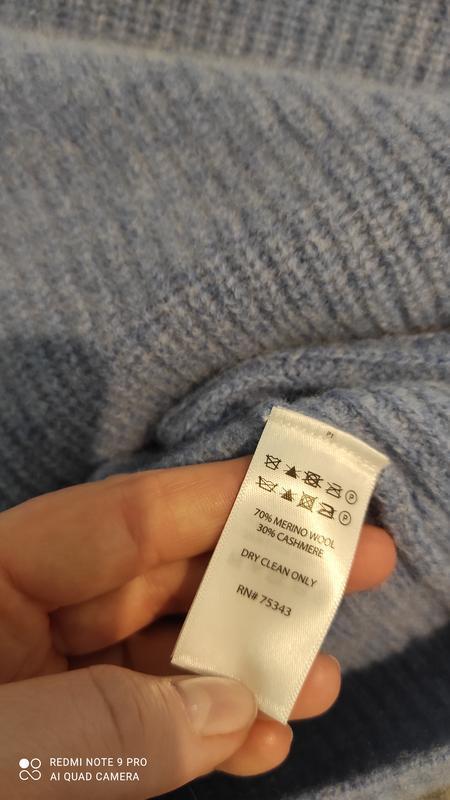 P
P
70% MERINO WOOL
30% CASHMERE
DRY CLEAN ONLY
RN# 75343
REDMI NOTE 9 PRO
AI QUAD CAMERA